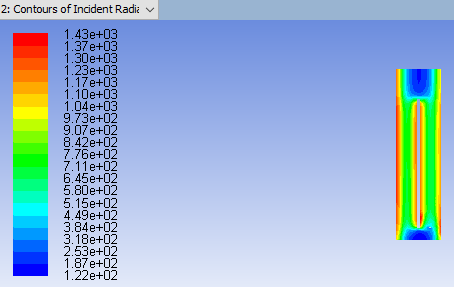 2: Contours of Incident Radia
1.43e+03
1.37e+03
1.30e+03
1.23e+03
1.17e+03
1.10e+03
1.04e+03
9.73e+02
9.07e+02
8.42e+02
7.76e+02
7.11e+02
6.45e+02
5.80e+02
5.15e+02
4.49e+02
3.84e+02
3.18e+02
2.53e+02
1.87e+02
1.22e+02